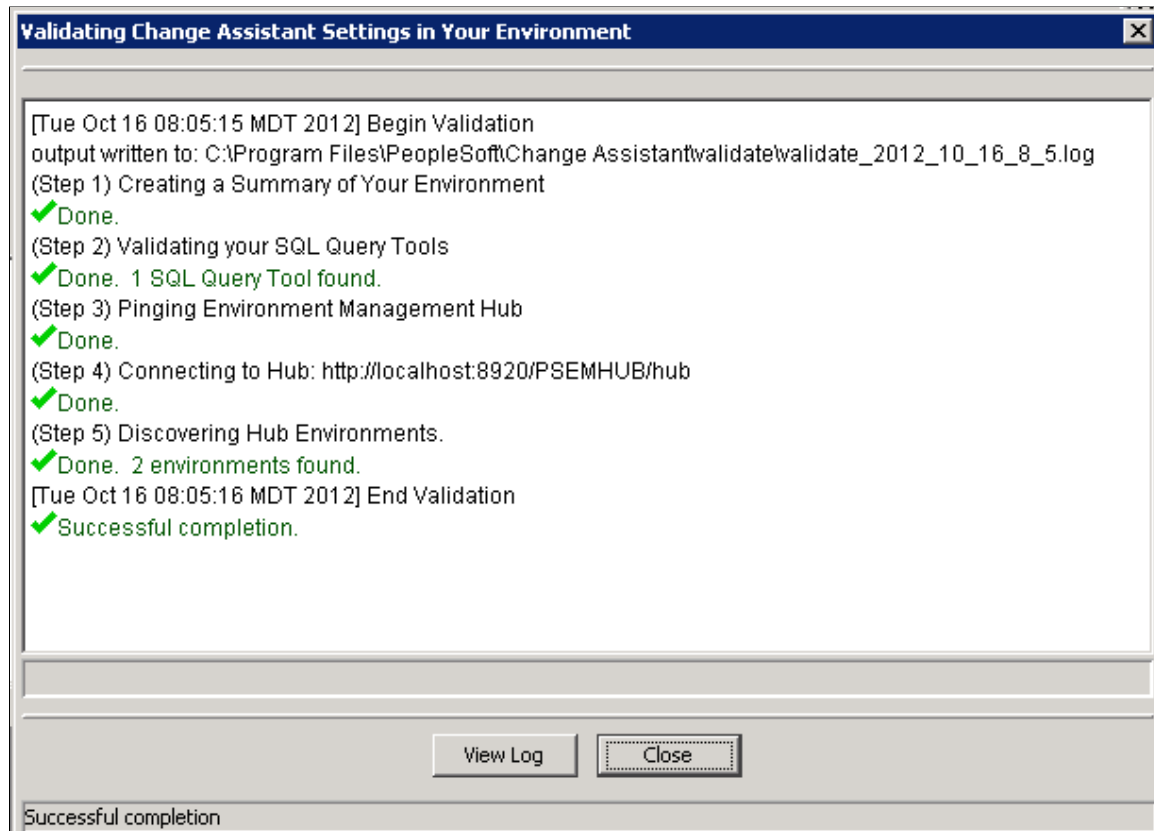 Validating Change Assistant Settings in Your Environment
[Tue Oct 16 08:05:15 MDT 2012] Begin Validation
output written to: C:\Program Files\PeopleSoft\Change Assistant\validate\validate_2012_10_16_8_5.log
(Step 1) Creating a Summary of Your Environment
Done.
(Step 2) Validating your SQL Query Tools
Done.  1 SQL Query Tool found.
(Step 3) Pinging Environment Management Hub
Done.
(Step 4) Connecting to Hub: http://localhost:8920/PSEMHUB/hub
Done.
(Step 5) Discovering Hub Environments.
Done.  2 environments found.
[Tue Oct 16 08:05:16 MDT 2012] End Validation
Successful completion.
View Log Close
Successful completion